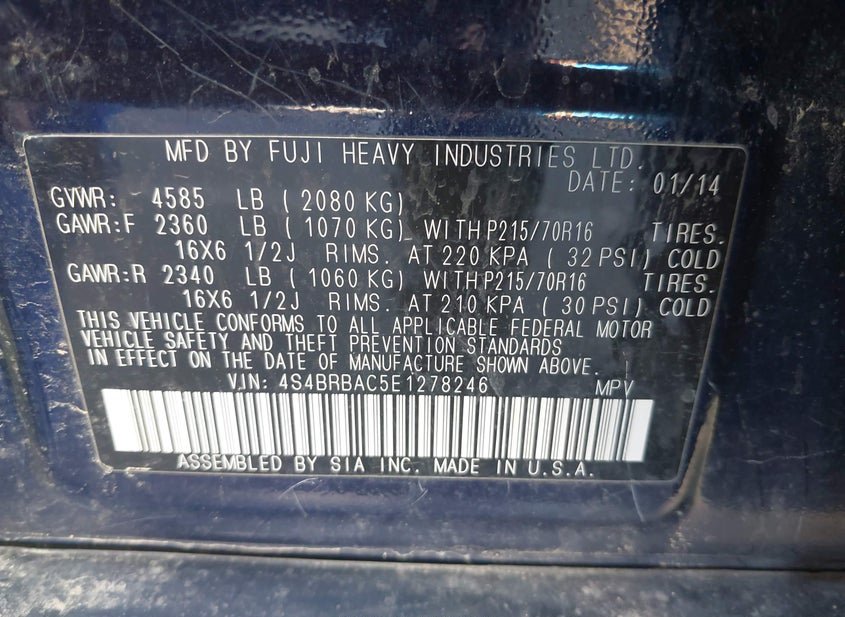 MFD BY FUJI HEAVY INDUSTRIES LTD.
DATE: 01/14
GVWR: 4585 LB ( 2080 KG)
GAWR:F 2360 LB ( 1070 KG) WITH P215/70R16 TIRES.
16X6 1/2J RIMS. AT 220 KPA ( 32 PSI) COLD
GAWR:R 2340 LB ( 1060 KG) WITH P215/70R16 TIRES.
16X6 1/2J RIMS. AT 210 KPA ( 30 PSI) COLD
THIS VEHICLE CONFORMS TO ALL APPLICABLE FEDERAL MOTOR
VEHICLE SAFETY AND THEFT PREVENTION STANDARDS
IN EFFECT ON THE DATE OF MANUFACTURE SHOWN ABOVE.
VIN: 4S4BRBAC5E1278246 MPV
ASSEMBLED BY SIA INC. MADE IN U.S.A.